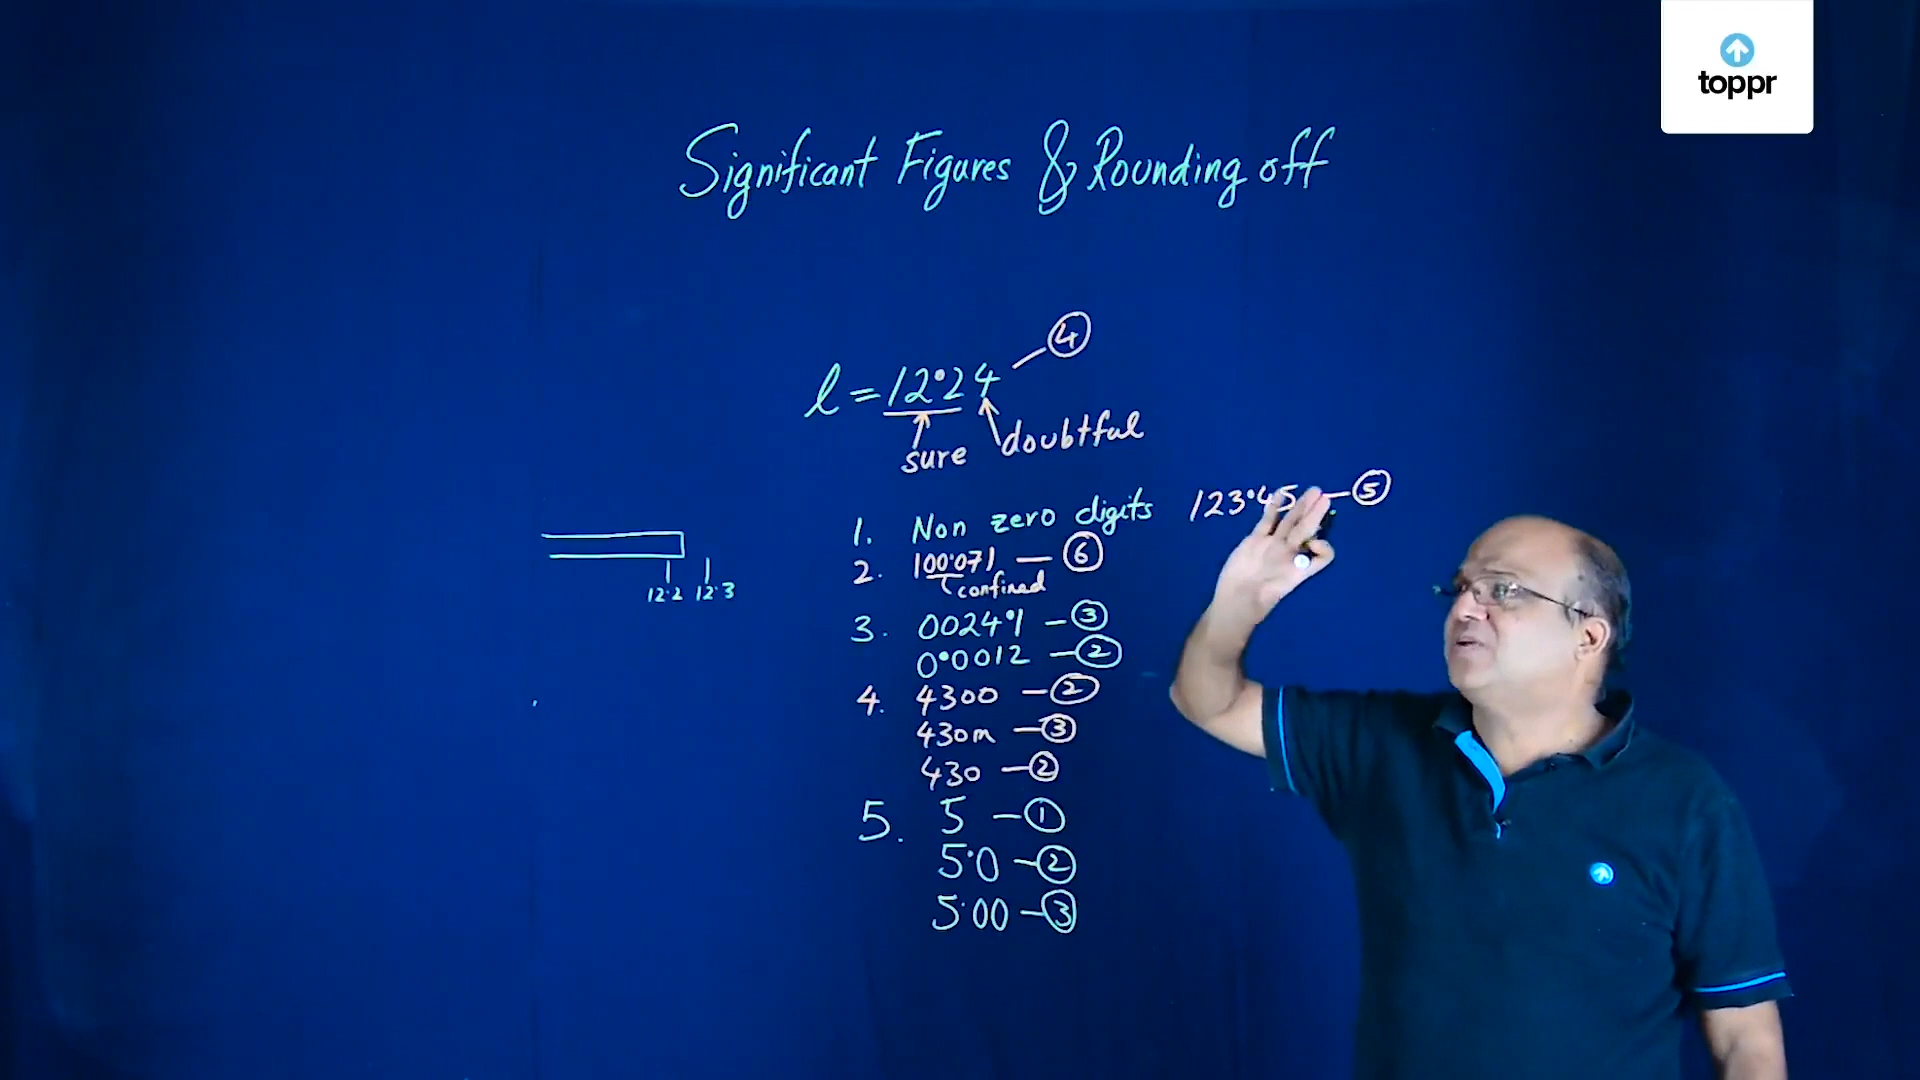 toppr
Significant Figures & Rounding off
l = 12.24 — 4
sure doubtful
1. Non zero digits 123.45 — 5
2. 100.071 — 6
confined
3. 0024.1 — 3
0.0012 — 2
4. 4300 — 2
430m — 3
430 — 2
5. 5 — 1
5.0 — 2
5.00 — 3
12.2 12.3